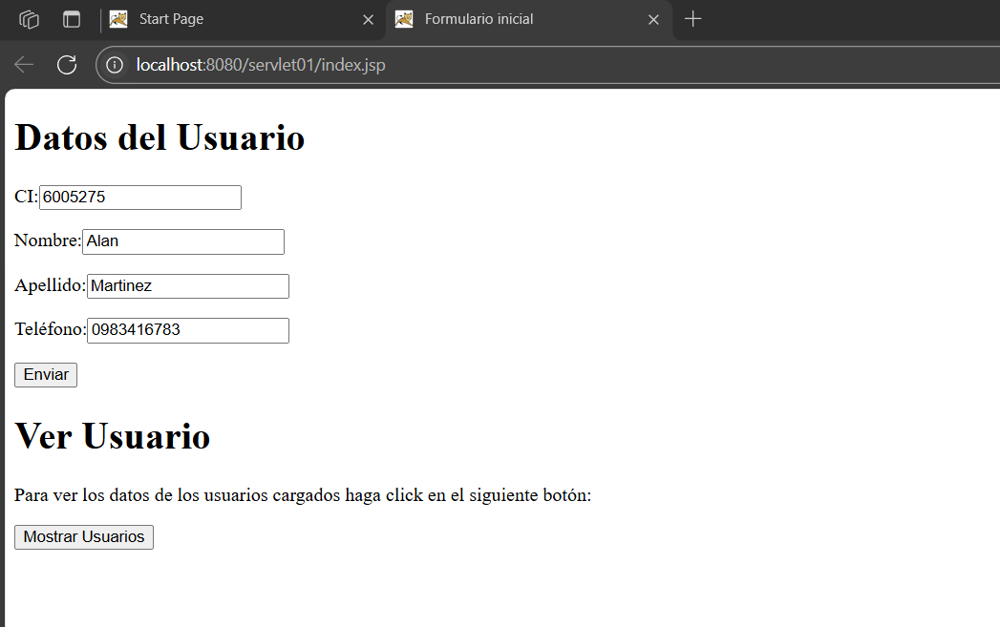 Start Page
Formulario inicial
localhost:8080/servlet01/index.jsp
Datos del Usuario
CI: 6005275
Nombre: Alan
Apellido: Martinez
Teléfono: 0983416783
Enviar
Ver Usuario
Para ver los datos de los usuarios cargados haga click en el siguiente botón:
Mostrar Usuarios